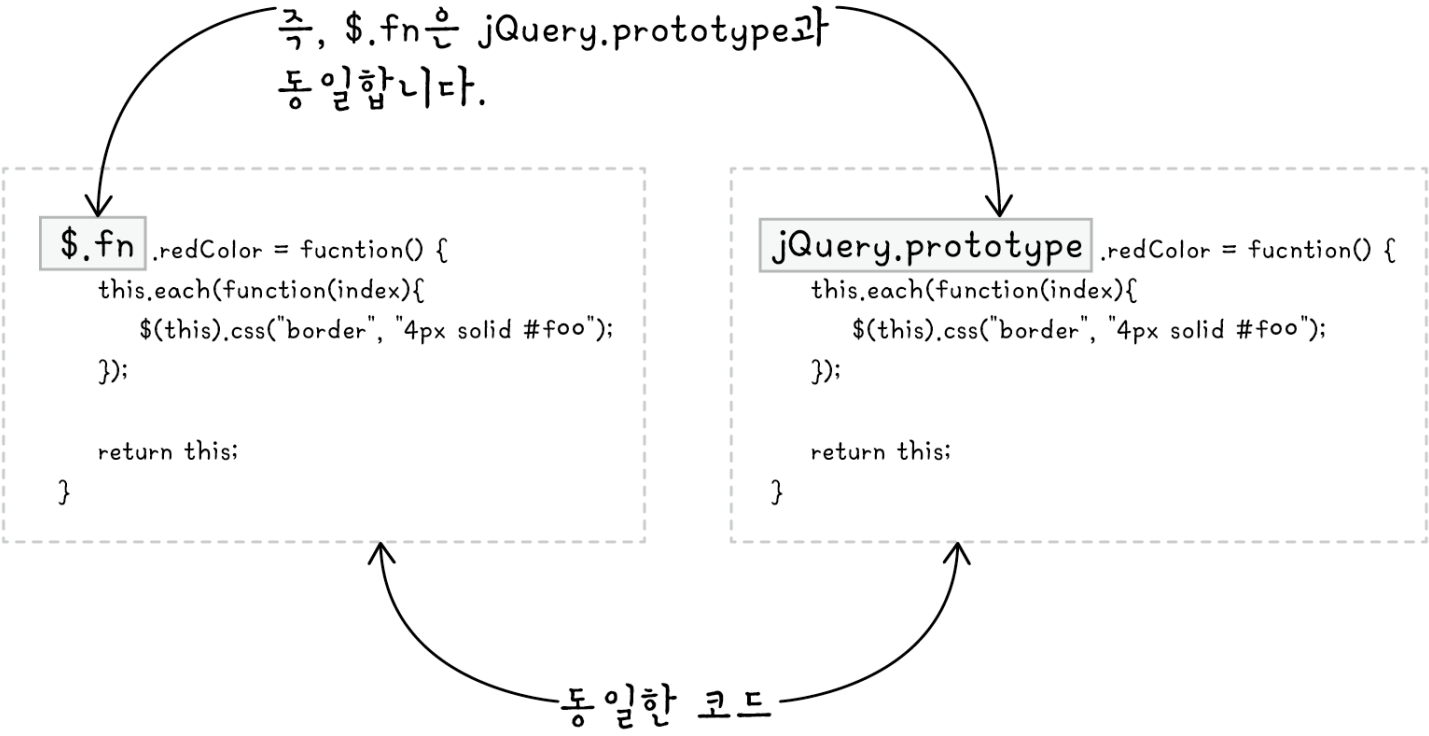 즉, $.fn은 jQuery.prototype과
동일합니다.
$.fn .redColor = fucntion() {
this.each(function(index){
$(this).css("border", "4px solid #foo");
});
return this;
}
jQuery.prototype .redColor = fucntion() {
this.each(function(index){
$(this).css("border", "4px solid #foo");
});
return this;
}
동일한 코드